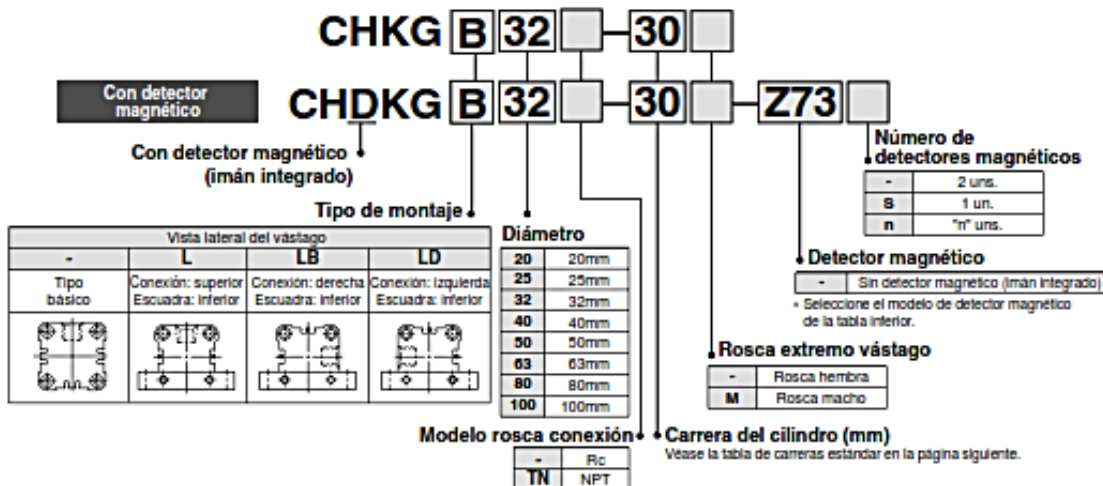 CHKG B 32 - 30
Con detector
magnético
CHDKG B 32 - 30 - Z73
Con detector magnético
(imán integrado)
Número de
detectores magnéticos
- 2 uns.
S 1 un.
n "n" uns.
Tipo de montaje
Vista lateral del vástago
- L LB LD
Tipo
básico
Conexión: superior
Escuadra: inferior
Conexión: derecha
Escuadra: inferior
Conexión: izquierda
Escuadra: inferior
Diámetro
20 20mm
25 25mm
32 32mm
40 40mm
50 50mm
63 63mm
80 80mm
100 100mm
Detector magnético
- Sin detector magnético (imán integrado)
* Seleccione el modelo de detector magnético
de la tabla inferior.
Rosca extremo vástago
- Rosca hembra
M Rosca macho
Modelo rosca conexión
- Rc
TN NPT
Carrera del cilindro (mm)
Véase la tabla de carreras estándar en la página siguiente.